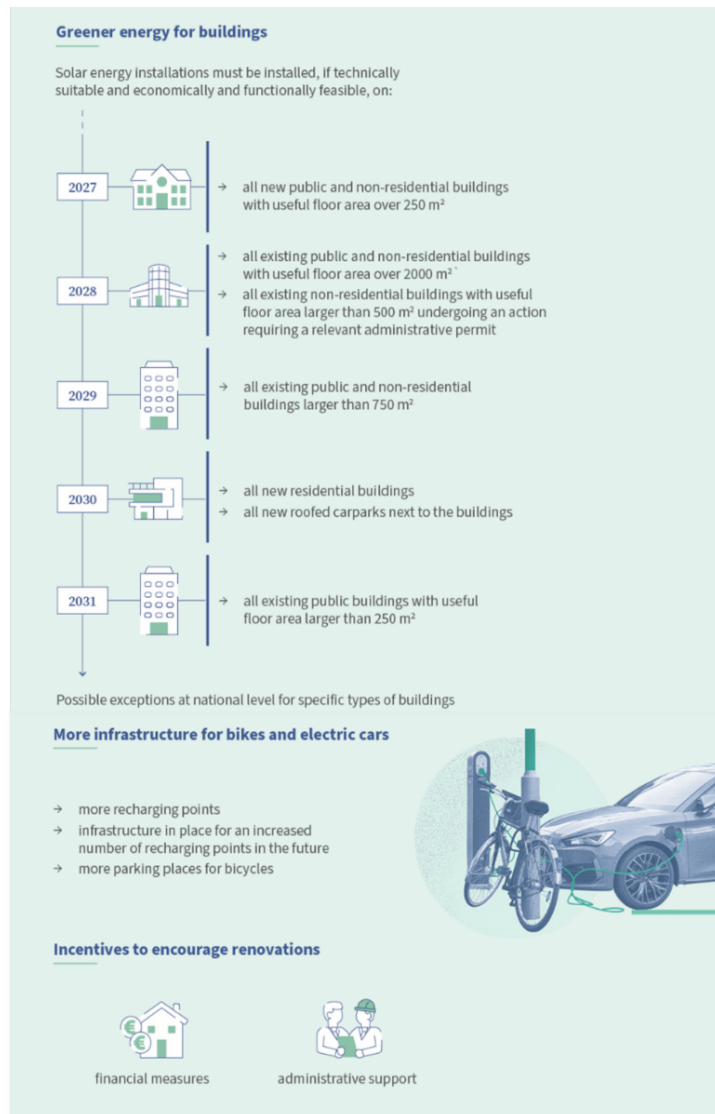 Greener energy for buildings
Solar energy installations must be installed, if technically
suitable and economically and functionally feasible, on:
2027
→ all new public and non-residential buildings
with useful floor area over 250 m²
2028
→ all existing public and non-residential buildings
with useful floor area over 2000 m²`
→ all existing non-residential buildings with useful
floor area larger than 500 m² undergoing an action
requiring a relevant administrative permit
2029
→ all existing public and non-residential
buildings larger than 750 m²
2030
→ all new residential buildings
→ all new roofed carparks next to the buildings
2031
→ all existing public buildings with useful
floor area larger than 250 m²
Possible exceptions at national level for specific types of buildings
More infrastructure for bikes and electric cars
→ more recharging points
→ infrastructure in place for an increased
number of recharging points in the future
→ more parking places for bicycles
Incentives to encourage renovations
€
€
financial measures
administrative support